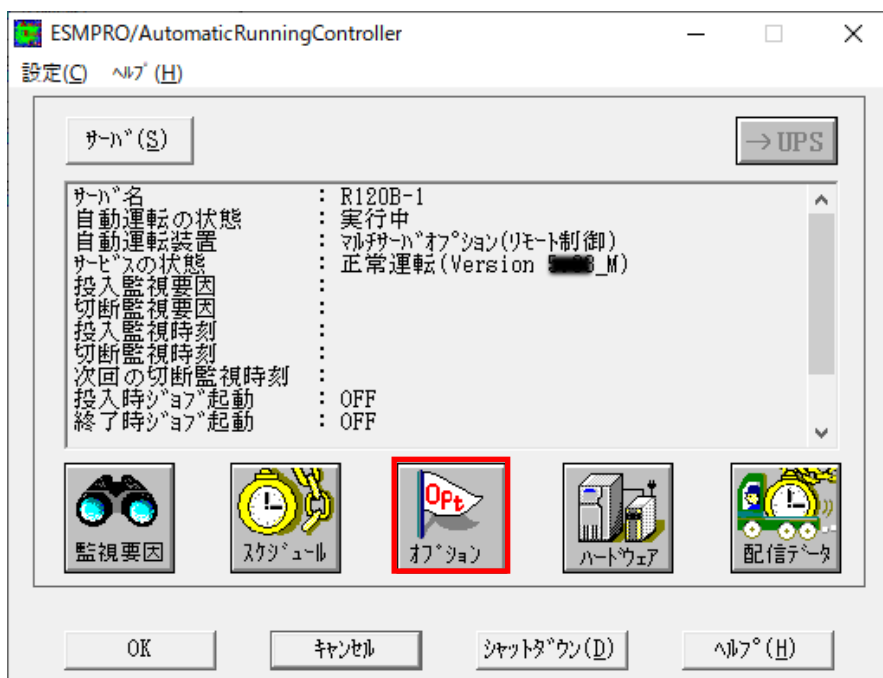 ESMPRO/AutomaticRunningController
設定(C) ﾍﾙﾌﾟ(H)
ｻｰﾊﾞ(S)
→UPS
ｻｰﾊﾞ名 : R120B-1
自動運転の状態 : 実行中
自動運転装置 : ﾏﾙﾁｻｰﾊﾞｵﾌﾟｼｮﾝ(ﾘﾓｰﾄ制御)
ｻｰﾋﾞｽの状態 : 正常運転(Version _M)
投入監視要因 :
切断監視要因 :
投入監視時刻 :
切断監視時刻 :
次回の切断監視時刻 :
投入時ｼﾞｮﾌﾞ起動 : OFF
終了時ｼﾞｮﾌﾞ起動 : OFF
OPt
監視要因 ｽｹｼﾞｭｰﾙ ｵﾌﾟｼｮﾝ ﾊｰﾄﾞｳｪｱ 配信ﾃﾞｰﾀ
OK ｷｬﾝｾﾙ ｼｬｯﾄﾀﾞｳﾝ(D) ﾍﾙﾌﾟ(H)